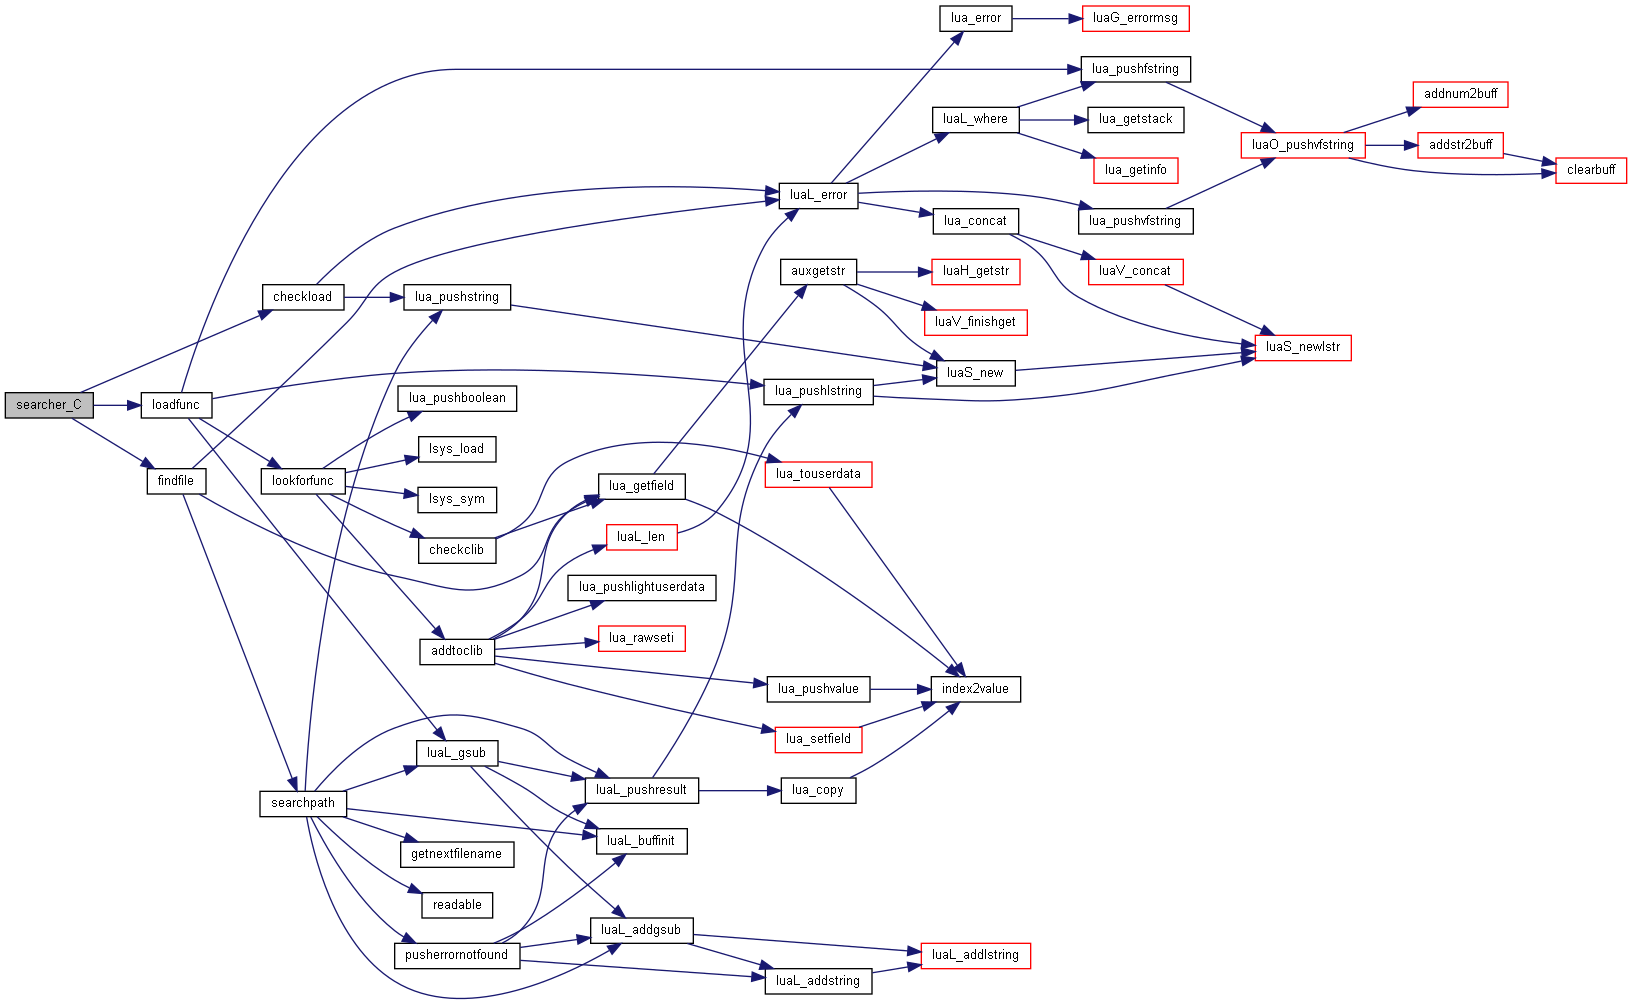 lua_error
luaG_errormsg
lua_pushfstring
addnum2buff
luaL_where
lua_getstack
luaO_pushvfstring
addstr2buff
lua_getinfo
clearbuff
luaL_error
lua_concat
lua_pushvfstring
auxgetstr
luaH_getstr
luaV_concat
checkload
lua_pushstring
luaV_finishget
luaS_newlstr
luaS_new
searcher_C
loadfunc
lua_pushboolean
lua_pushlstring
lsys_load
findfile
lookforfunc
lua_getfield
lua_touserdata
lsys_sym
checkclib
luaL_len
lua_pushlightuserdata
addtoclib
lua_rawseti
lua_pushvalue
index2value
lua_setfield
luaL_gsub
searchpath
luaL_pushresult
lua_copy
luaL_buffinit
getnextfilename
readable
luaL_addgsub
pusherrornotfound
luaL_addlstring
luaL_addstring